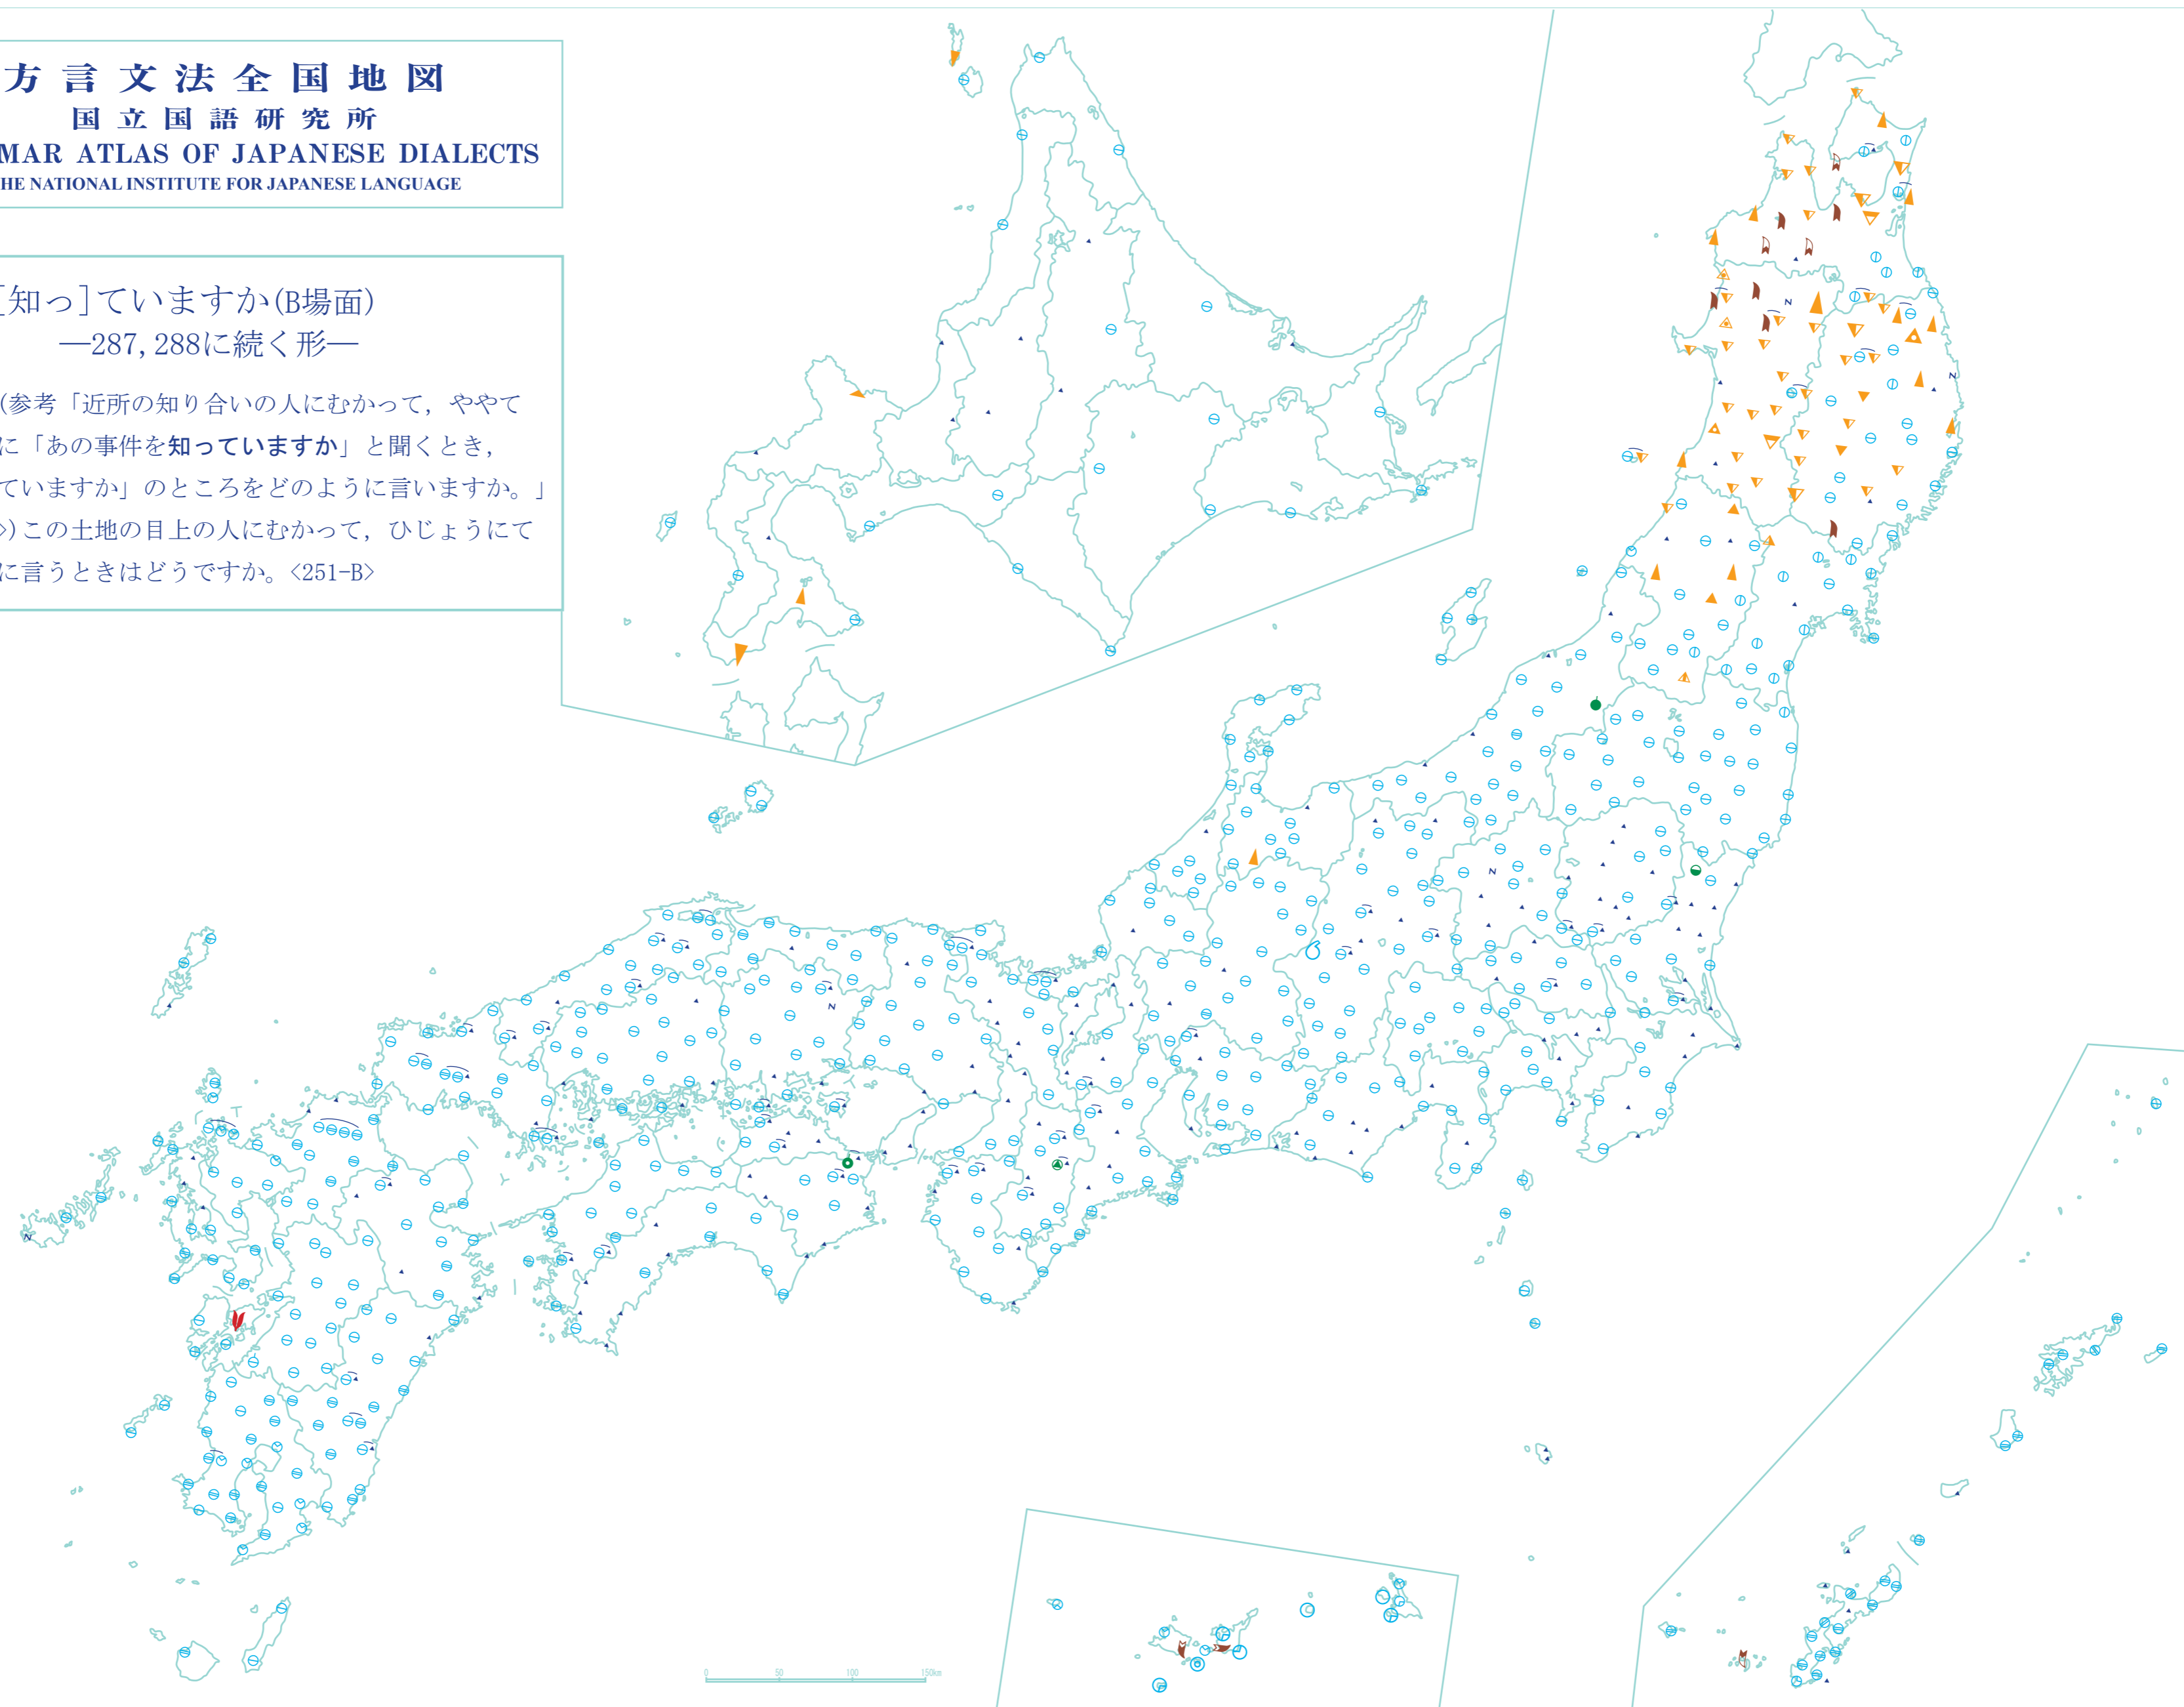 方言文法全国地図
国立国語研究所
MAR ATLAS OF JAPANESE DIALECTS
HE NATIONAL INSTITUTE FOR JAPANESE LANGUAGE
[知っ]ていますか(B場面)
―287, 288に続く形―
(参考「近所の知り合いの人にむかって，ややて
に「あの事件を知っていますか」と聞くとき，
ていますか」のところをどのように言いますか。」
>)この土地の目上の人にむかって，ひじょうにて
に言うときはどうですか。<251-B>
N
N
N
N
N
N
0 50 100 150km